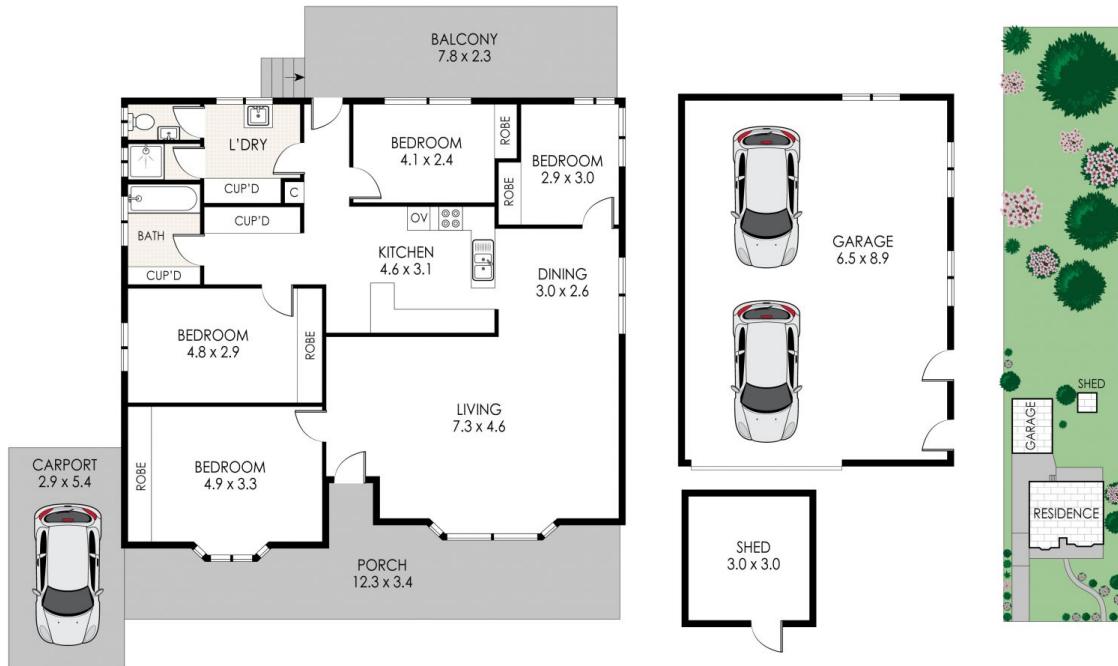 BALCONY
7.8 x 2.3
L'DRY
CUP'D
C
CUP'D
BATH
CUP'D
BEDROOM
4.1 x 2.4
ROBE
BEDROOM
2.9 x 3.0
ROBE
OV
KITCHEN
4.6 x 3.1
DINING
3.0 x 2.6
BEDROOM
4.8 x 2.9
ROBE
LIVING
7.3 x 4.6
ROBE
BEDROOM
4.9 x 3.3
CARPORT
2.9 x 5.4
PORCH
12.3 x 3.4
GARAGE
6.5 x 8.9
SHED
3.0 x 3.0
SHED
GARAGE
RESIDENCE